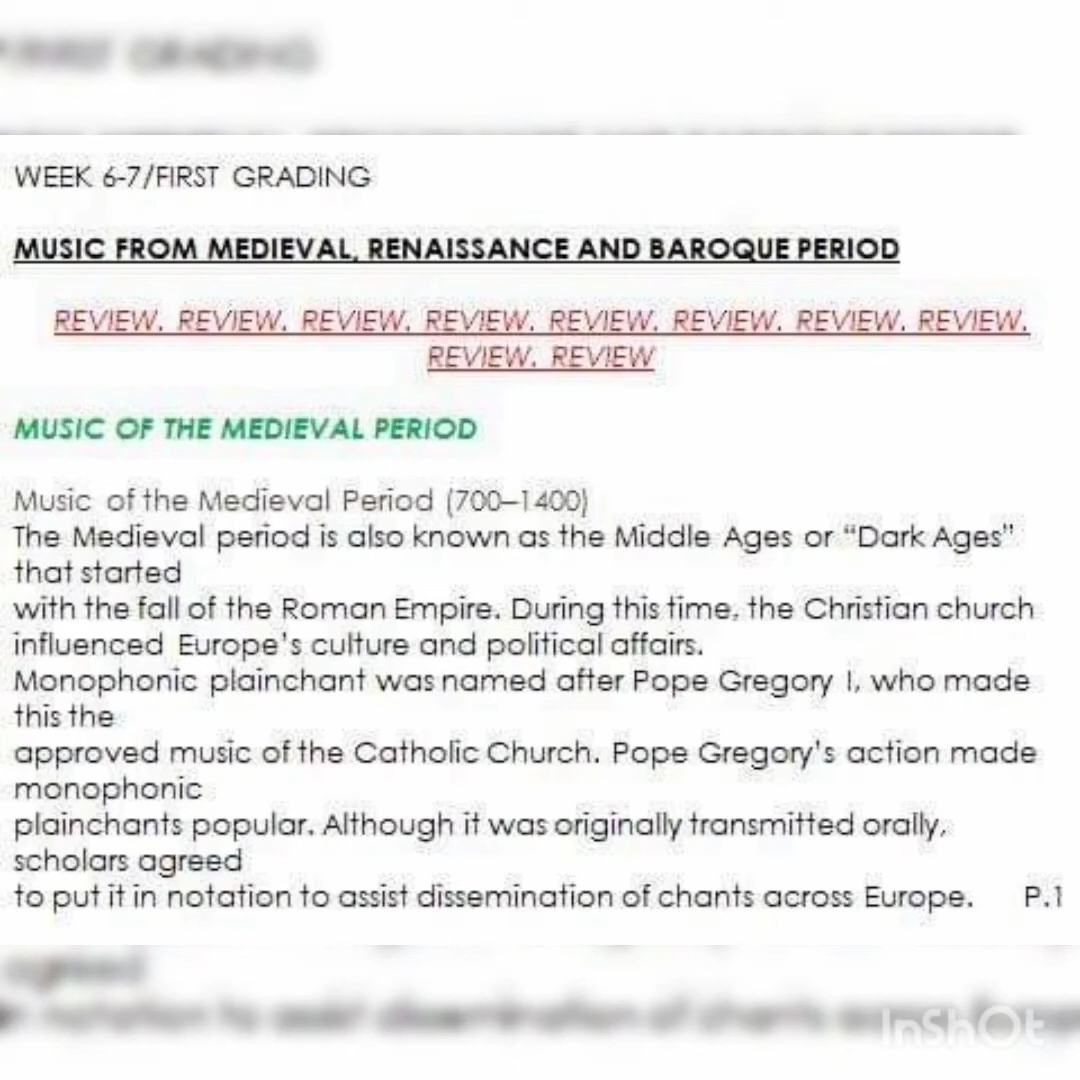 WEEK 6-7/FIRST GRADING
MUSIC FROM MEDIEVAL, RENAISSANCE AND BAROQUE PERIOD
REVIEW. REVIEW. REVIEW. REVIEW. REVIEW. REVIEW. REVIEW. REVIEW.
REVIEW. REVIEW
MUSIC OF THE MEDIEVAL PERIOD
Music of the Medieval Period (700–1400)
The Medieval period is also known as the Middle Ages or “Dark Ages”
that started
with the fall of the Roman Empire. During this time, the Christian church
influenced Europe’s culture and political affairs.
Monophonic plainchant was named after Pope Gregory I, who made
this the
approved music of the Catholic Church. Pope Gregory’s action made
monophonic
plainchants popular. Although it was originally transmitted orally,
scholars agreed
to put it in notation to assist dissemination of chants across Europe. P.1
InShOt